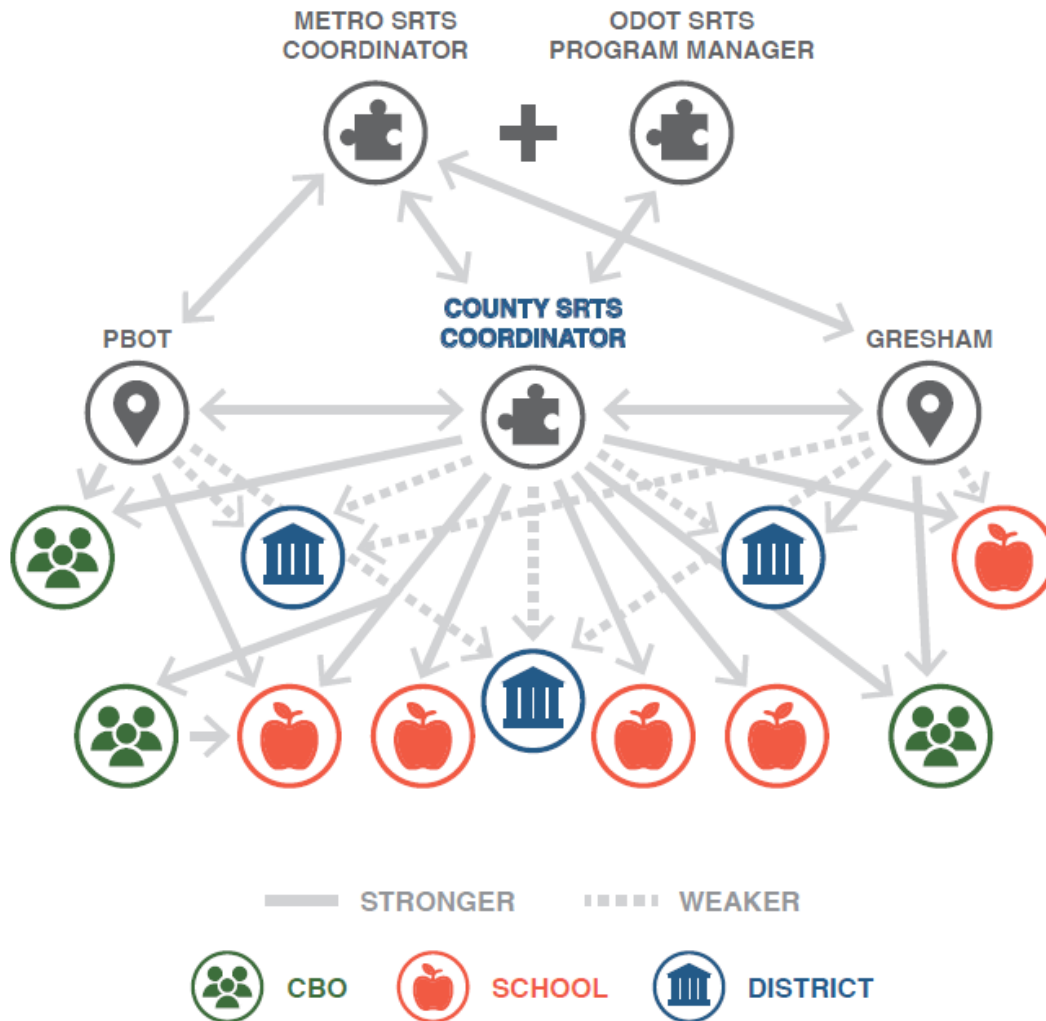 METRO SRTS
COORDINATOR
ODOT SRTS
PROGRAM MANAGER
COUNTY SRTS
COORDINATOR
PBOT
GRESHAM
STRONGER
WEAKER
CBO
SCHOOL
DISTRICT